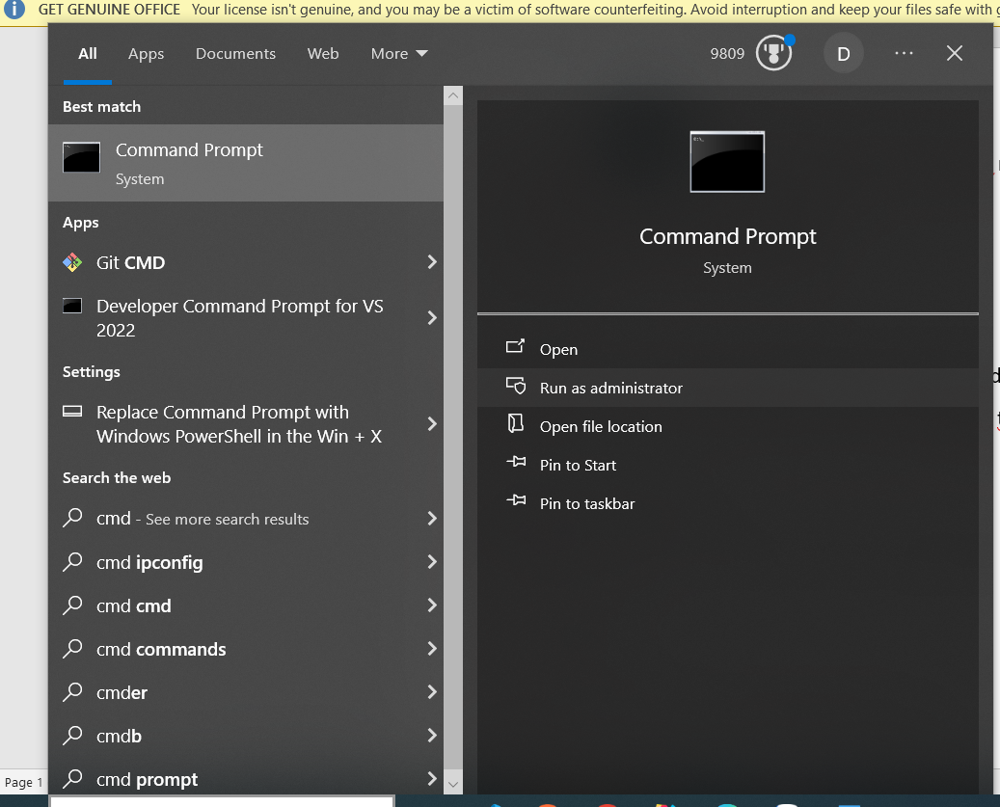 GET GENUINE OFFICE Your license isn't genuine, and you may be a victim of software counterfeiting. Avoid interruption and keep your files safe with
All Apps Documents Web More 9809 D
Best match
Command Prompt
System
Apps
Git CMD
Developer Command Prompt for VS
2022
Settings
Replace Command Prompt with
Windows PowerShell in the Win + X
Search the web
cmd - See more search results
cmd ipconfig
cmd cmd
cmd commands
cmder
cmdb
cmd prompt
Command Prompt
System
Open
Run as administrator
Open file location
Pin to Start
Pin to taskbar
Page 1